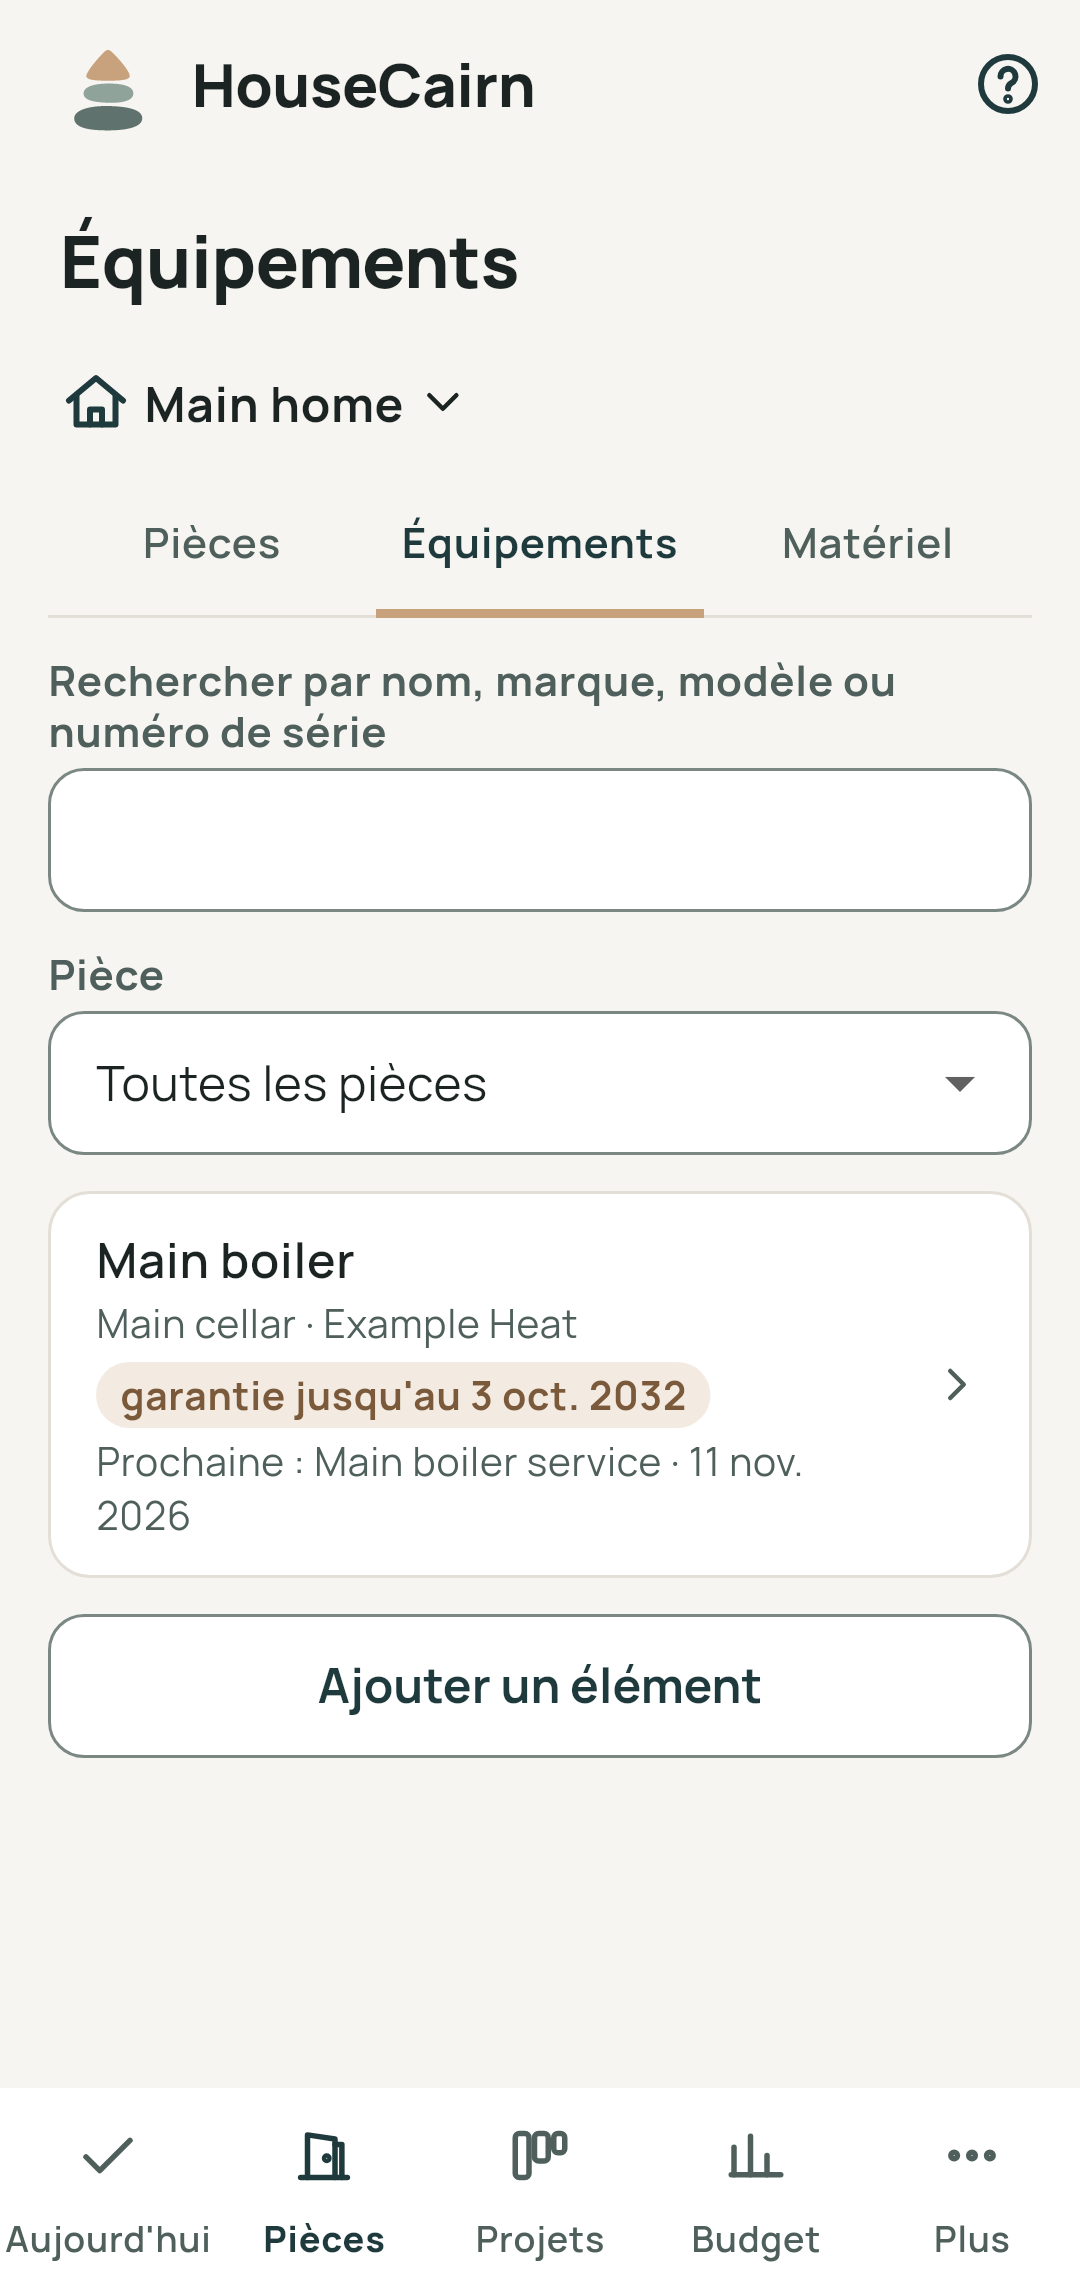 HouseCairn
Équipements
Main home
Pièces
Équipements
Matériel
Rechercher par nom, marque, modèle ou
numéro de série
Pièce
Toutes les pièces
Main boiler
Main cellar · Example Heat
garantie jusqu'au 3 oct. 2032
Prochaine : Main boiler service · 11 nov.
2026
Ajouter un élément
Aujourd'hui
Pièces
Projets
Budget
Plus